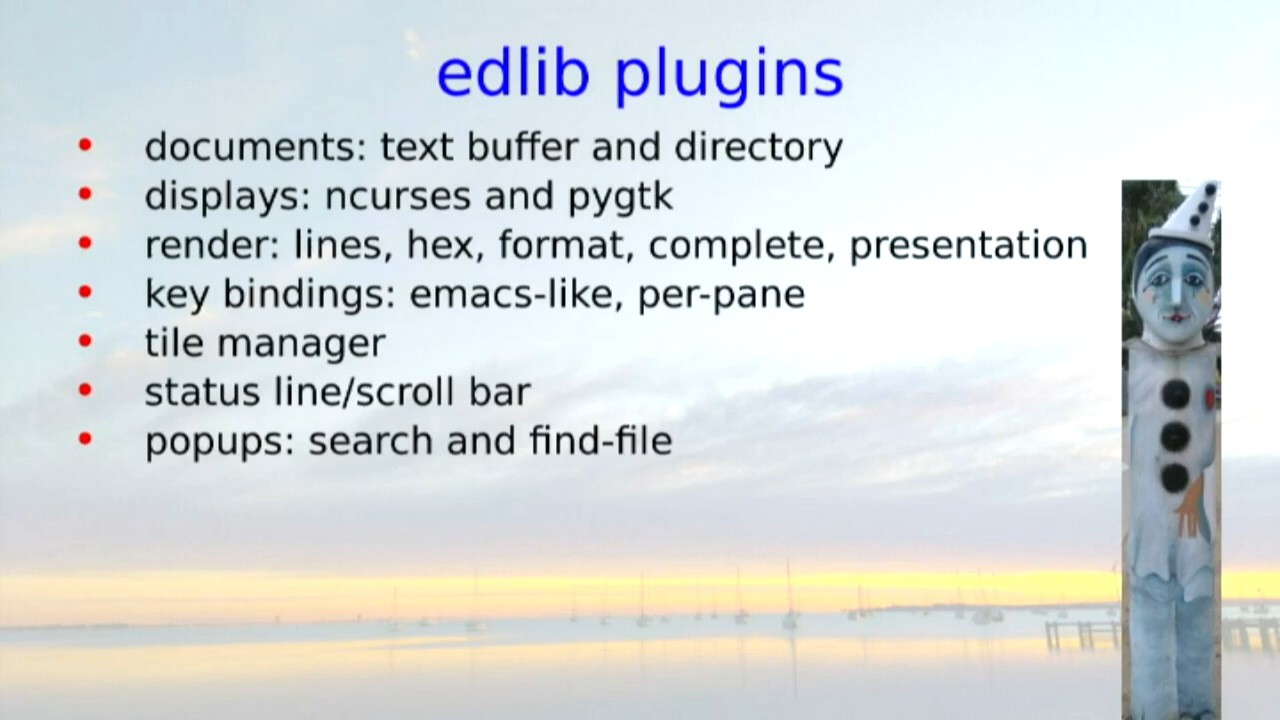 edlib plugins
• documents: text buffer and directory
• displays: ncurses and pygtk
• render: lines, hex, format, complete, presentation
• key bindings: emacs-like, per-pane
• tile manager
• status line/scroll bar
• popups: search and find-file